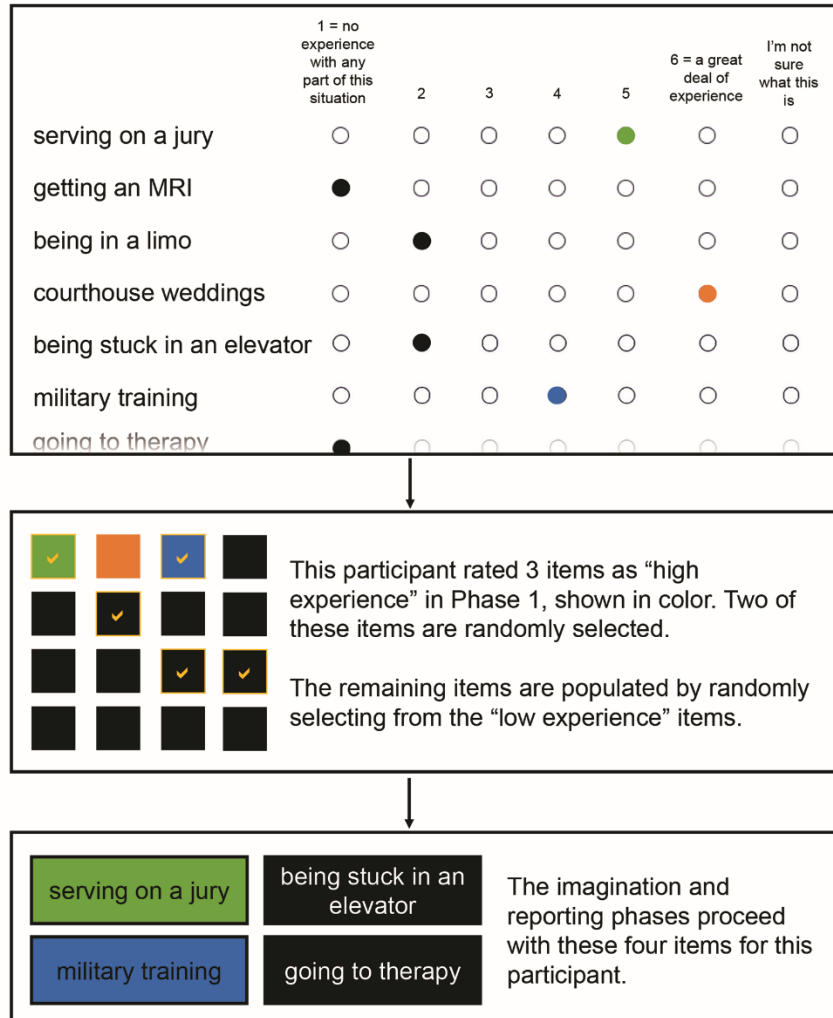 1 = no
experience
with any
part of this
situation
2
3
4
5
6 = a great
deal of
experience
I'm not
sure
what this
is
serving on a jury
getting an MRI
being in a limo
courthouse weddings
being stuck in an elevator
military training
going to therapy
This participant rated 3 items as “high
experience” in Phase 1, shown in color. Two of
these items are randomly selected.
The remaining items are populated by randomly
selecting from the “low experience” items.
serving on a jury
being stuck in an
elevator
military training
going to therapy
The imagination and
reporting phases proceed
with these four items for this
participant.